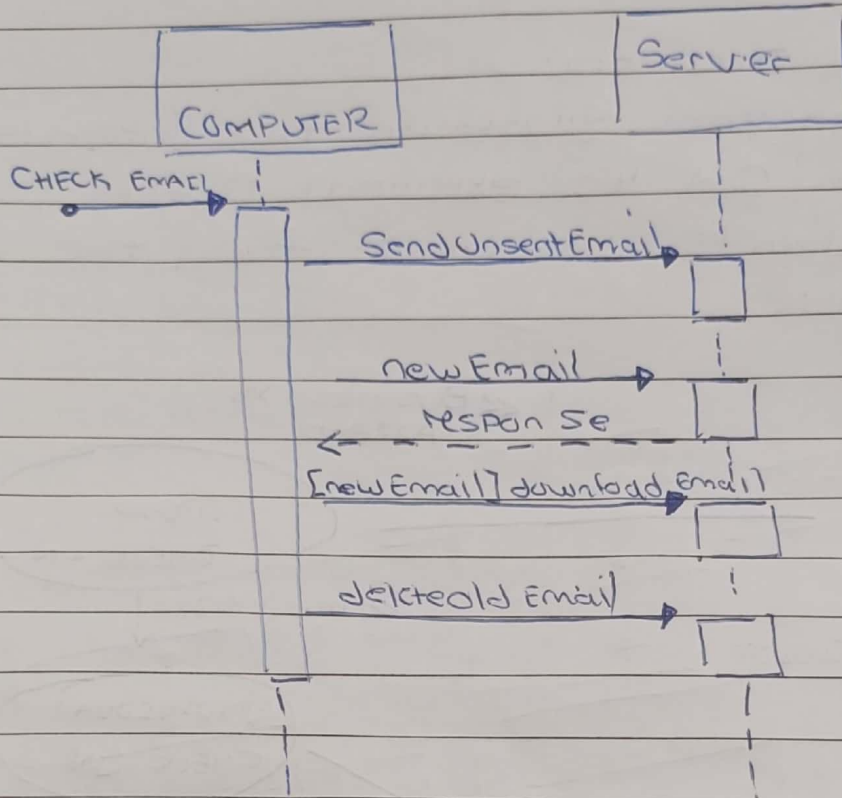 Server
COMPUTER
CHECK EMAIL
SendUnsentEmail
newEmail
response
[newEmail] download Email
deleteold Email